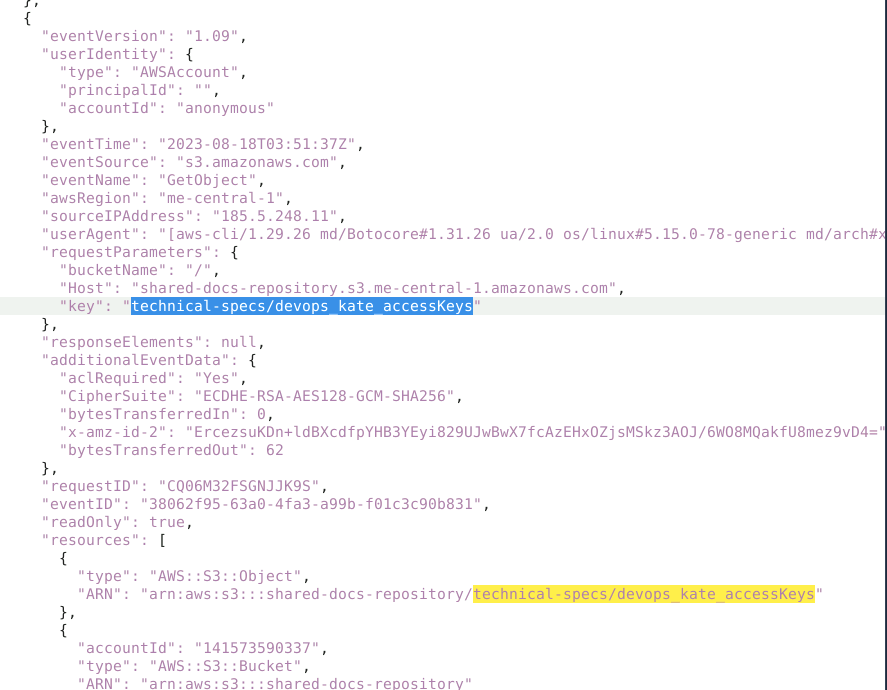 },
{
"eventVersion": "1.09",
"userIdentity": {
"type": "AWSAccount",
"principalId": "",
"accountId": "anonymous"
},
"eventTime": "2023-08-18T03:51:37Z",
"eventSource": "s3.amazonaws.com",
"eventName": "GetObject",
"awsRegion": "me-central-1",
"sourceIPAddress": "185.5.248.11",
"userAgent": "[aws-cli/1.29.26 md/Botocore#1.31.26 ua/2.0 os/linux#5.15.0-78-generic md/arch#x
"requestParameters": {
"bucketName": "/",
"Host": "shared-docs-repository.s3.me-central-1.amazonaws.com",
"key": "technical-specs/devops_kate_accessKeys"
},
"responseElements": null,
"additionalEventData": {
"aclRequired": "Yes",
"CipherSuite": "ECDHE-RSA-AES128-GCM-SHA256",
"bytesTransferredIn": 0,
"x-amz-id-2": "ErcezsuKDn+ldBXcdfpYHB3YEyi829UJwBwX7fcAzEHxOZjsMSkz3AOJ/6WO8MQakfU8mez9vD4="
"bytesTransferredOut": 62
},
"requestID": "CQ06M32FSGNJJK9S",
"eventID": "38062f95-63a0-4fa3-a99b-f01c3c90b831",
"readOnly": true,
"resources": [
{
"type": "AWS::S3::Object",
"ARN": "arn:aws:s3:::shared-docs-repository/technical-specs/devops_kate_accessKeys"
},
{
"accountId": "141573590337",
"type": "AWS::S3::Bucket",
"ARN": "arn:aws:s3:::shared-docs-repository"